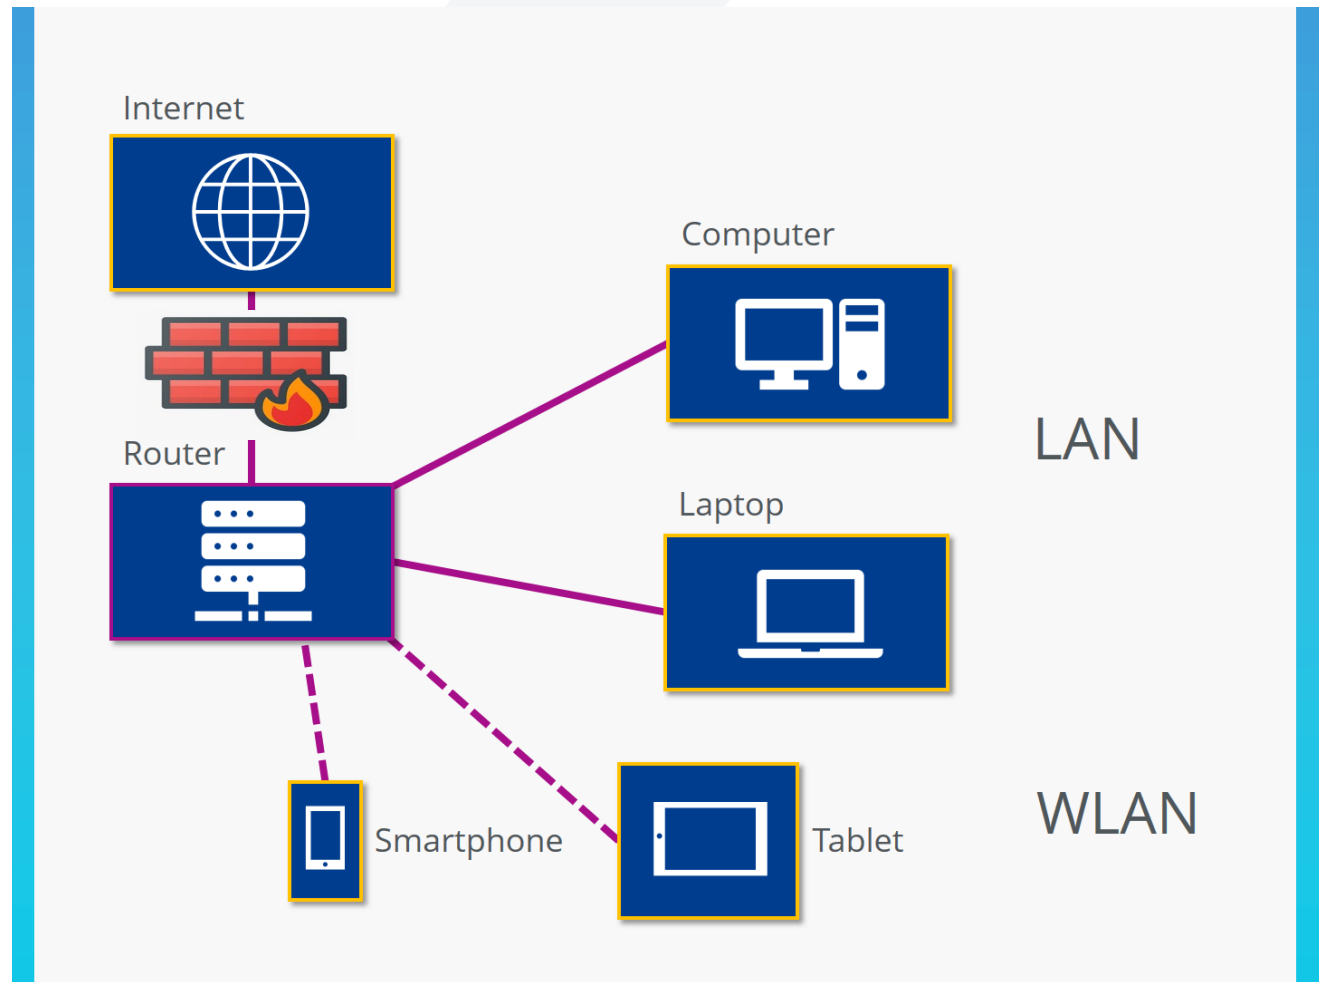 Internet
Computer
LAN
Router
Laptop
WLAN
Smartphone
Tablet